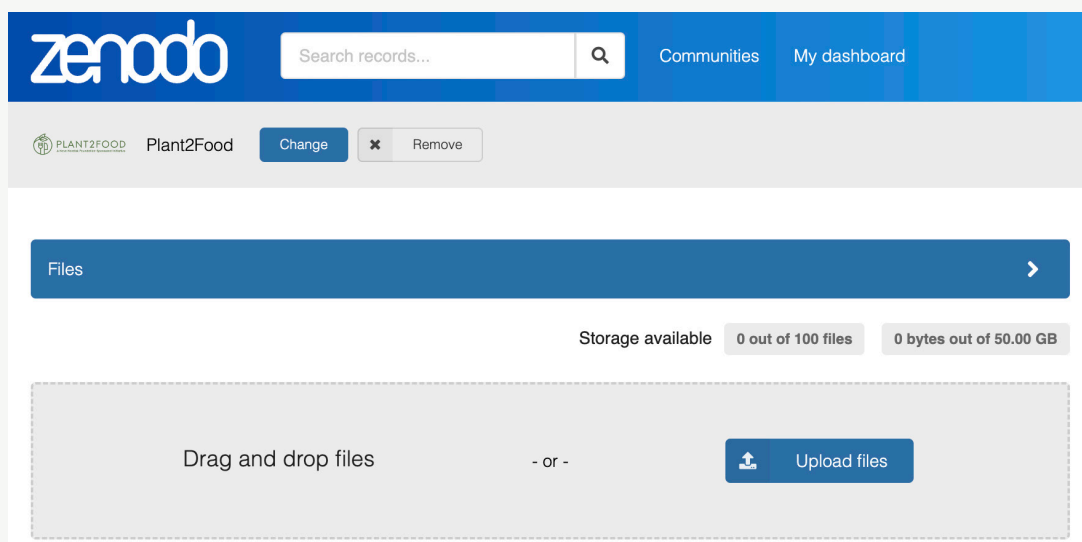 zenodo
Search records...
Communities
My dashboard
PLANT2FOOD
Plant2Food
Change
Remove
Files
Storage available
0 out of 100 files
0 bytes out of 50.00 GB
Drag and drop files
- or -
Upload files